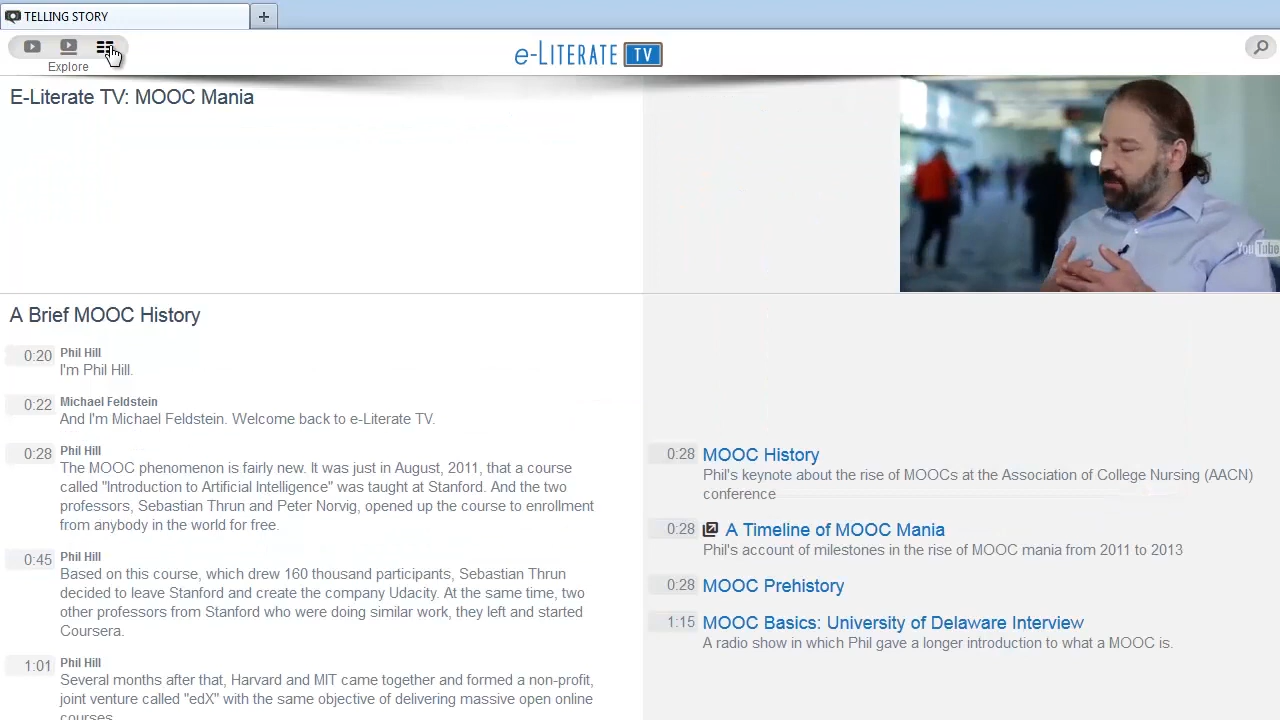 TELLING STORY
Explore
e-LITERATE TV
E-Literate TV: MOOC Mania
YouTube
A Brief MOOC History
0:20 Phil Hill
I'm Phil Hill.
0:22 Michael Feldstein
And I'm Michael Feldstein. Welcome back to e-Literate TV.
0:28 Phil Hill
The MOOC phenomenon is fairly new. It was just in August, 2011, that a course
called "Introduction to Artificial Intelligence" was taught at Stanford. And the two
professors, Sebastian Thrun and Peter Norvig, opened up the course to enrollment
from anybody in the world for free.
0:45 Phil Hill
Based on this course, which drew 160 thousand participants, Sebastian Thrun
decided to leave Stanford and create the company Udacity. At the same time, two
other professors from Stanford who were doing similar work, they left and started
Coursera.
1:01 Phil Hill
Several months after that, Harvard and MIT came together and formed a non-profit,
joint venture called "edX" with the same objective of delivering massive open online
courses.
0:28 MOOC History
Phil's keynote about the rise of MOOCs at the Association of College Nursing (AACN)
conference
0:28 A Timeline of MOOC Mania
Phil's account of milestones in the rise of MOOC mania from 2011 to 2013
0:28 MOOC Prehistory
1:15 MOOC Basics: University of Delaware Interview
A radio show in which Phil gave a longer introduction to what a MOOC is.